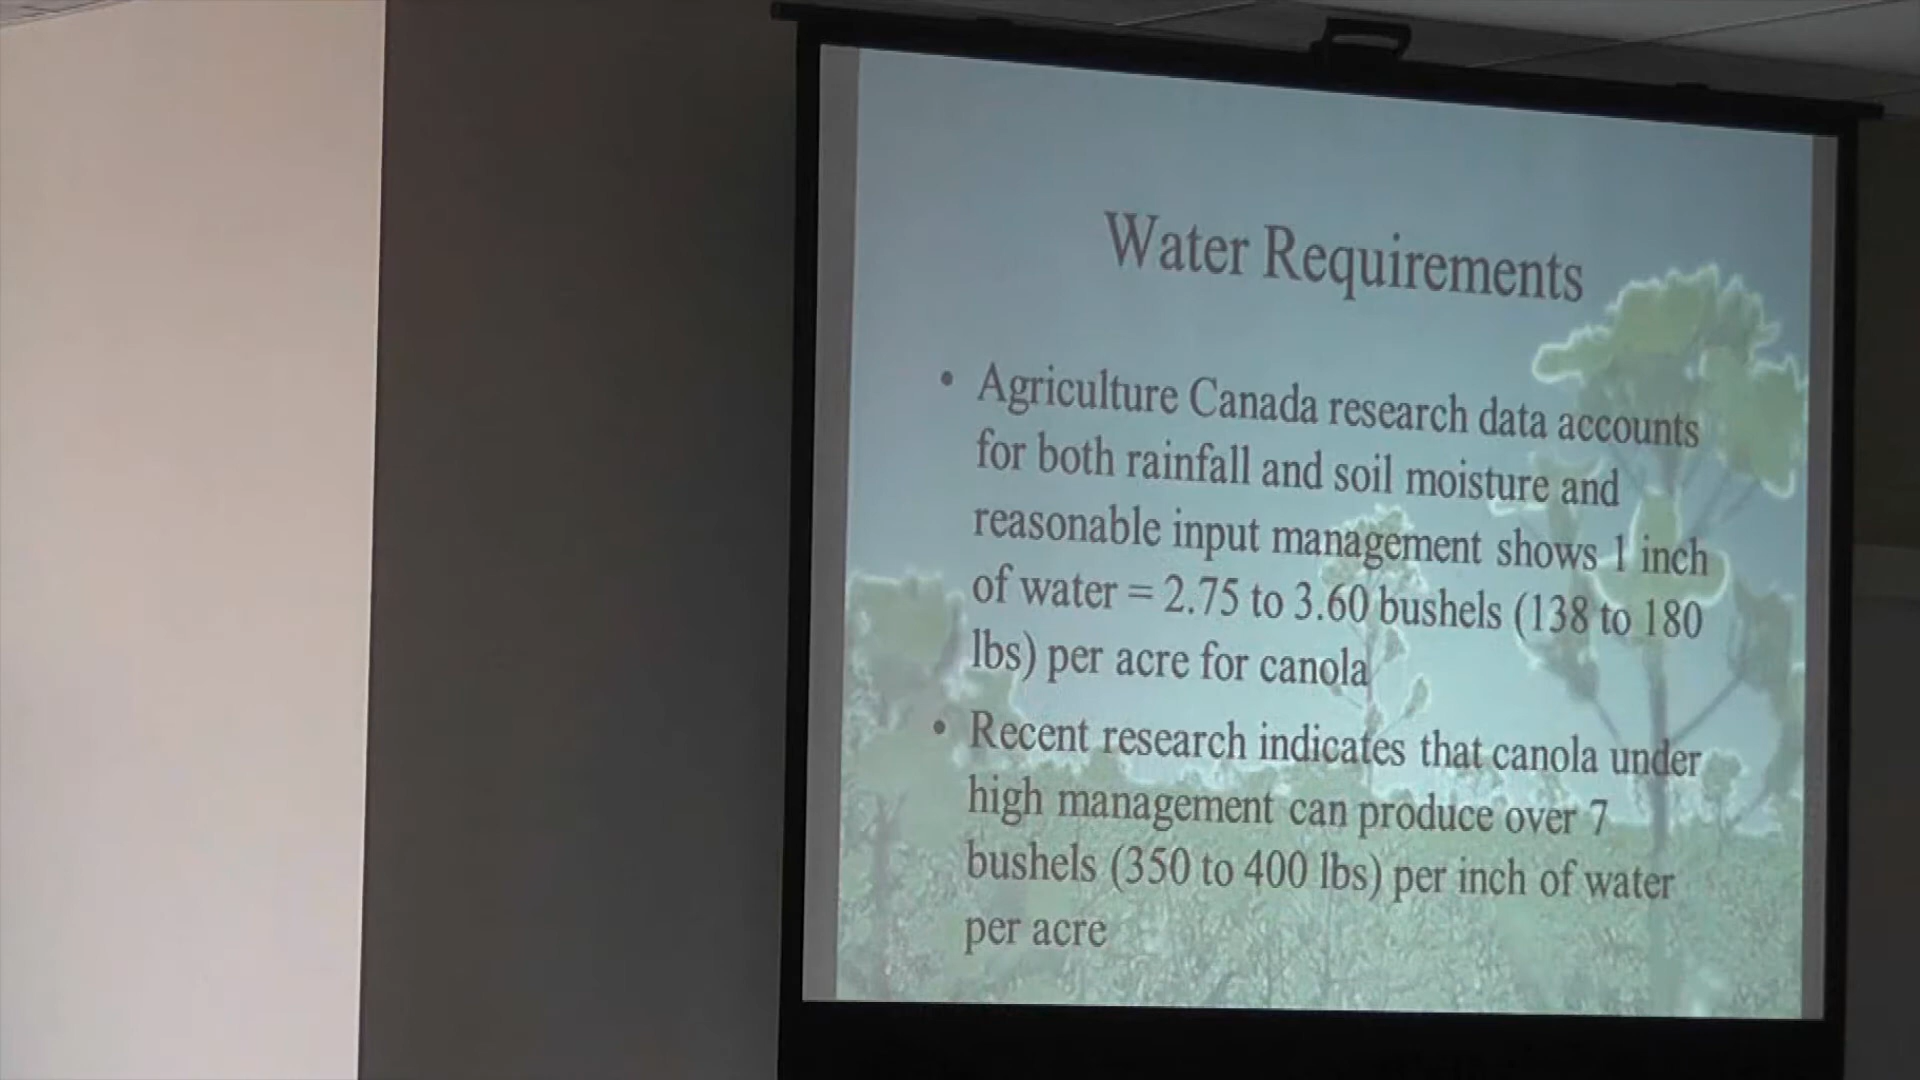 Water Requirements
• Agriculture Canada research data accounts
for both rainfall and soil moisture and
reasonable input management shows 1 inch
of water = 2.75 to 3.60 bushels (138 to 180
lbs) per acre for canola
• Recent research indicates that canola under
high management can produce over 7
bushels (350 to 400 lbs) per inch of water
per acre